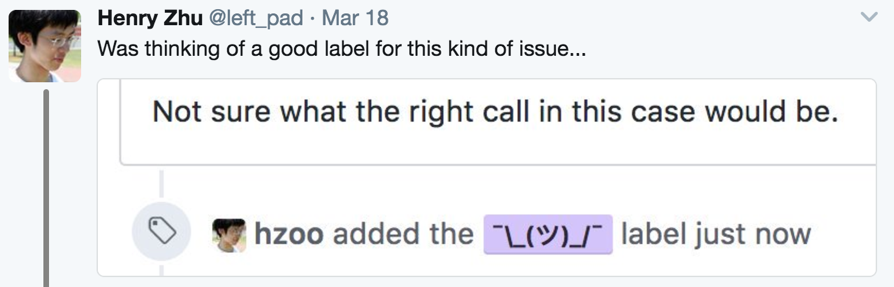 Henry Zhu @left_pad · Mar 18
Was thinking of a good label for this kind of issue...
Not sure what the right call in this case would be.
hzoo added the ¯\_(ツ)_/¯ label just now